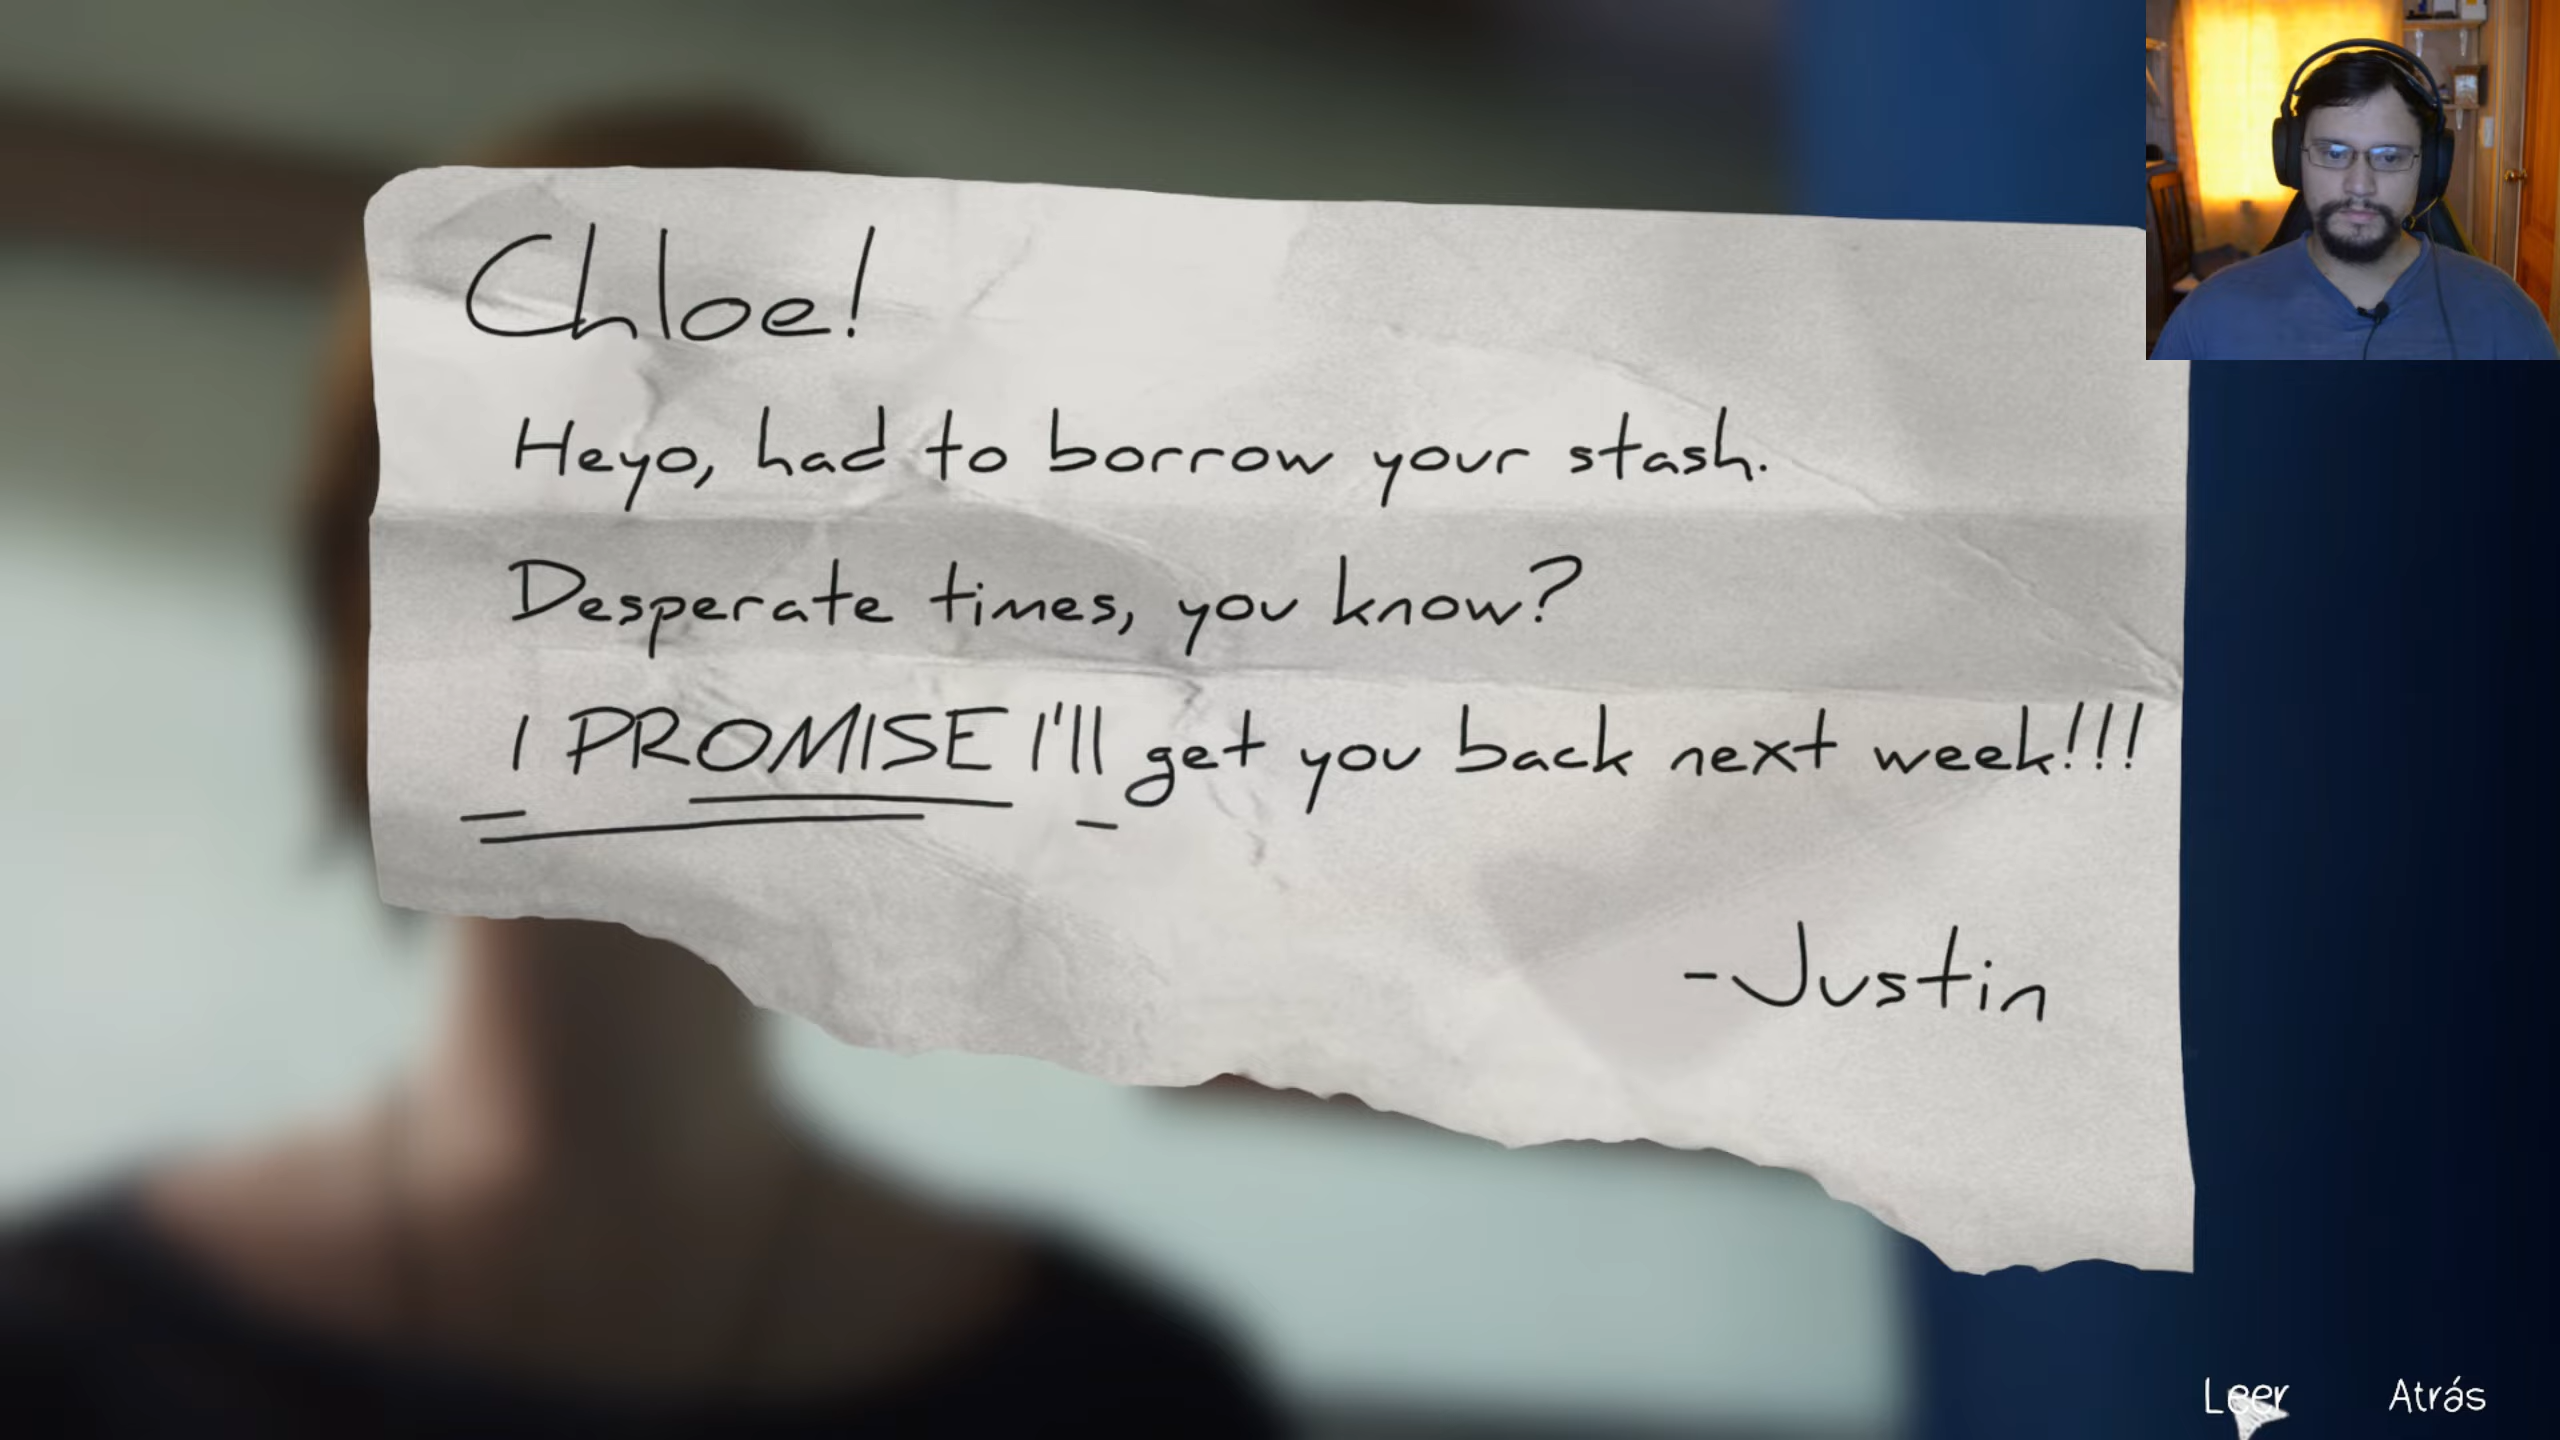 Chloe!
Heyo, had to borrow your stash.
Desperate times, you know?
I PROMISE I'll get you back next week!!!
-Justin
Leer Atrás